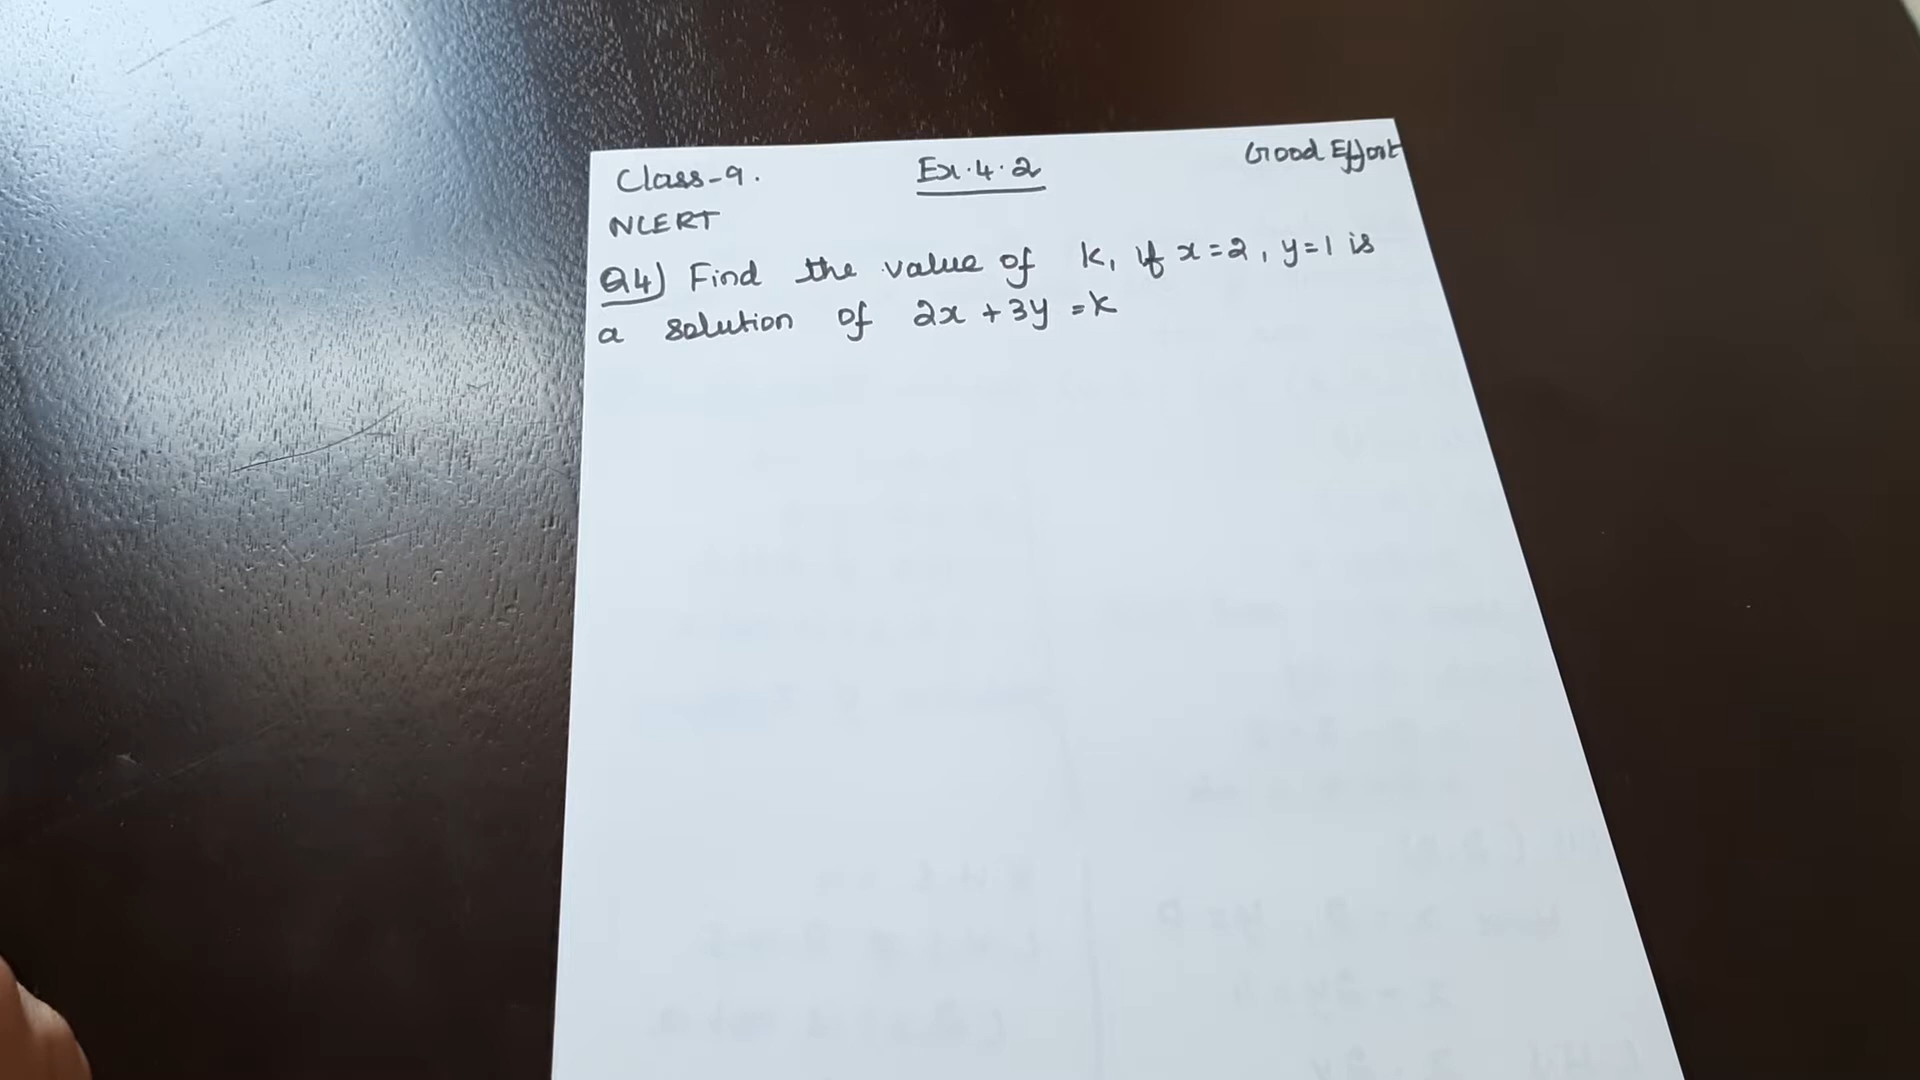 Class-9.
Ex.4.2
Good Effort
NCERT
Q4) Find the value of k, if x=2, y=1 is
a solution of 2x +3y =k